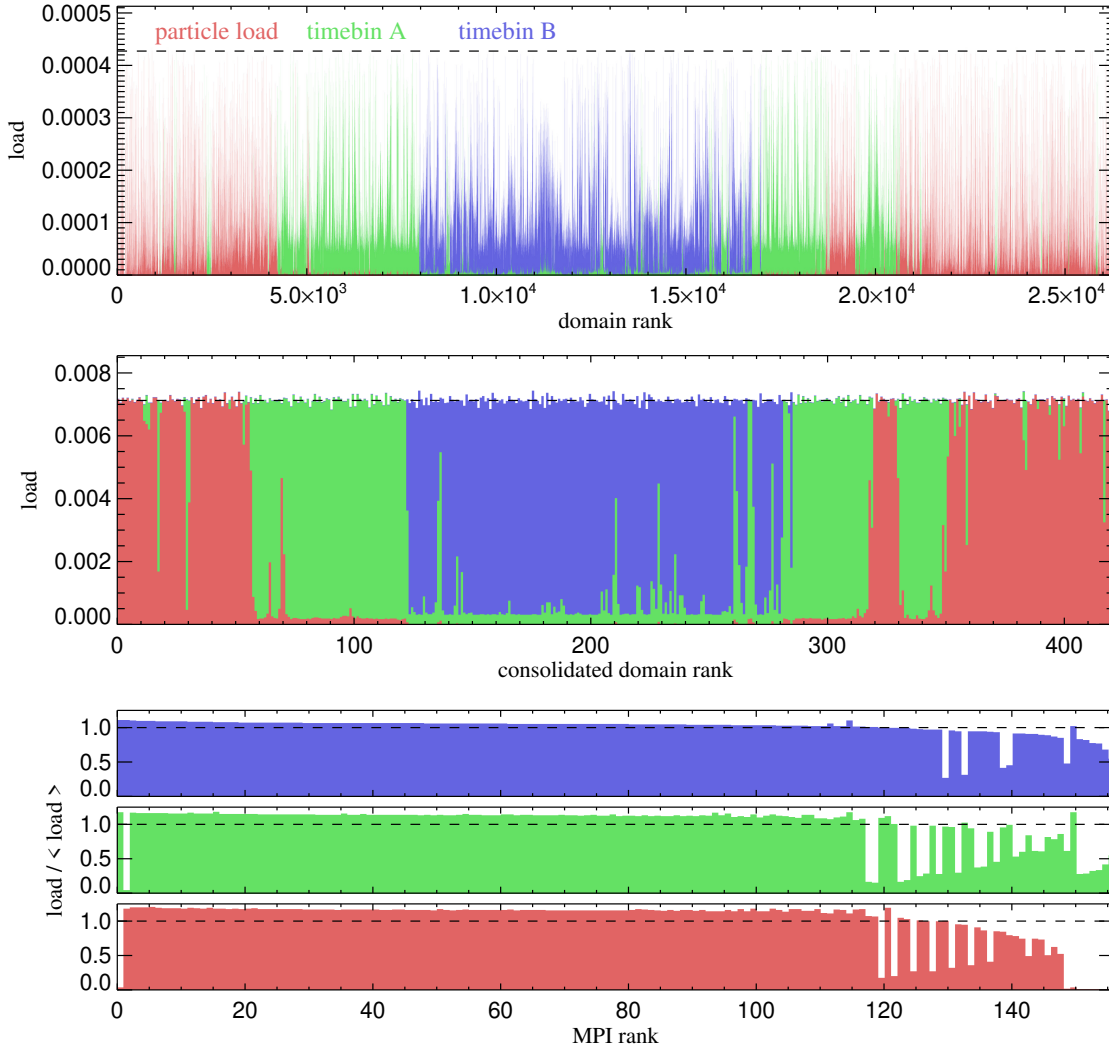 particle load timebin A timebin B
0.0005
0.0004
0.0003
0.0002
0.0001
0.0000
load
0 5.0×10³ 1.0×10⁴ 1.5×10⁴ 2.0×10⁴ 2.5×10⁴
domain rank
0.008
0.006
0.004
0.002
0.000
load
0 100 200 300 400
consolidated domain rank
1.0
0.5
0.0
1.0
0.5
0.0
1.0
0.5
0.0
load / < load >
0 20 40 60 80 100 120 140
MPI rank